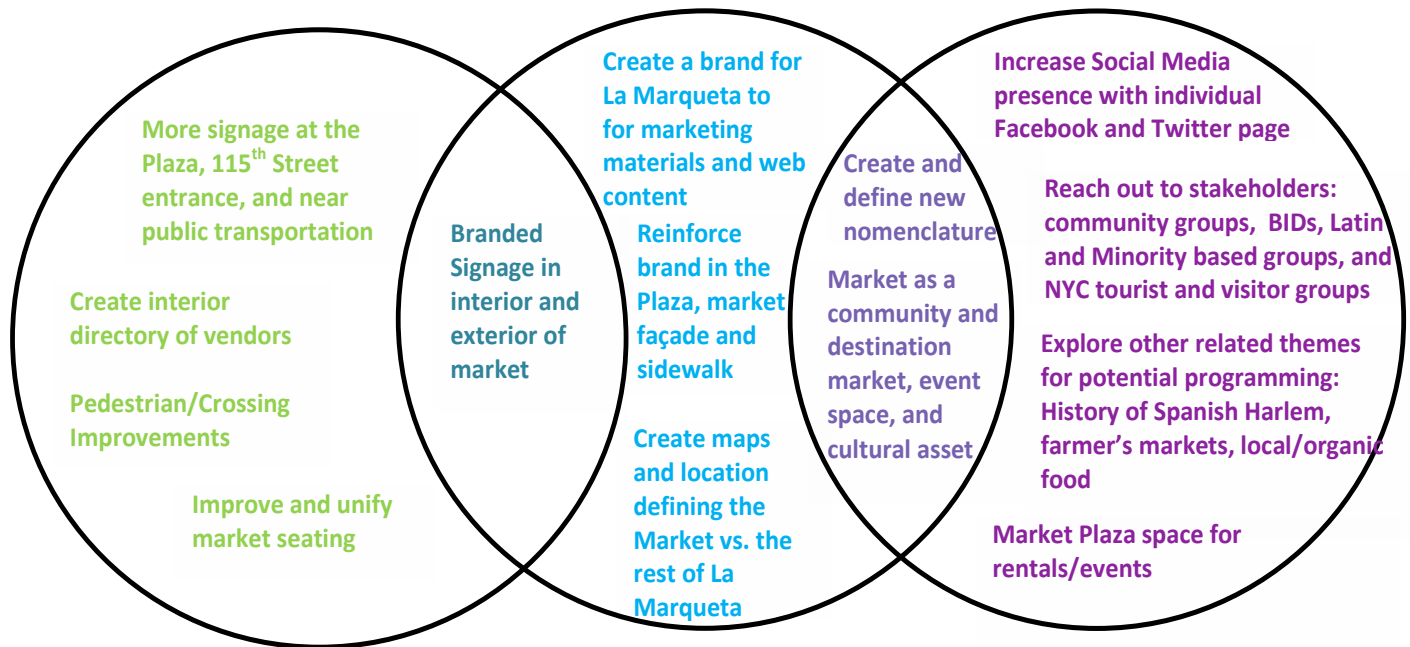 More signage at the
Plaza, 115th Street
entrance, and near
public transportation
Create interior
directory of vendors
Pedestrian/Crossing
Improvements
Improve and unify
market seating
Branded
Signage in
interior and
exterior of
market
Create a brand for
La Marqueta to
for marketing
materials and web
content
Reinforce
brand in the
Plaza, market
façade and
sidewalk
Create maps
and location
defining the
Market vs. the
rest of La
Marqueta
Create and
define new
nomenclature
Market as a
community and
destination
market, event
space, and
cultural asset
Increase Social Media
presence with individual
Facebook and Twitter page
Reach out to stakeholders:
community groups, BIDs, Latin
and Minority based groups, and
NYC tourist and visitor groups
Explore other related themes
for potential programming:
History of Spanish Harlem,
farmer's markets, local/organic
food
Market Plaza space for
rentals/events